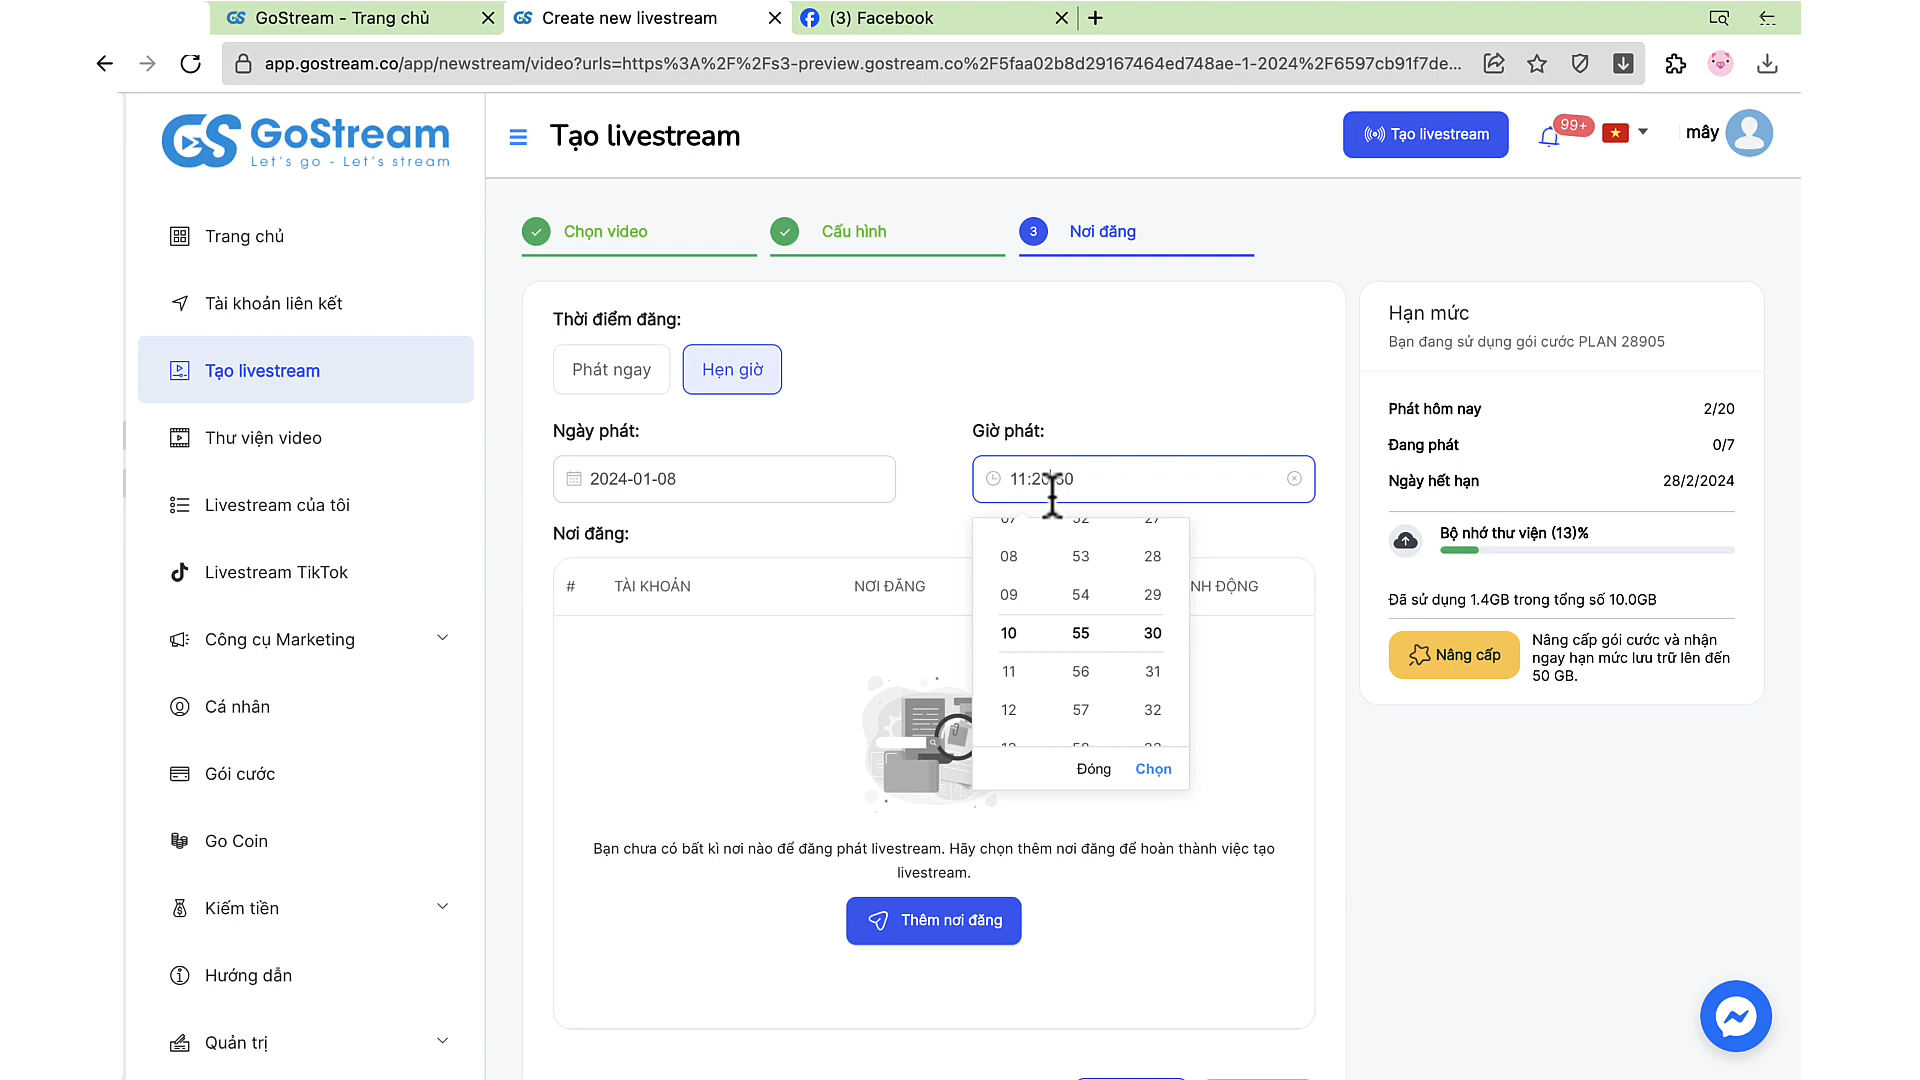 GoStream - Trang chủ
Create new livestream
(3) Facebook
app.gostream.co/app/newstream/video?urls=https%3A%2F%2Fs3-preview.gostream.co%2F5faa02b8d29167464ed748ae-1-2024%2F6597cb91f7de...
GoStream
Let's go - Let's stream
Tạo livestream
Tạo livestream
99+
mây
Trang chủ
Tài khoản liên kết
Tạo livestream
Thư viện video
Livestream của tôi
Livestream TikTok
Công cụ Marketing
Cá nhân
Gói cước
Go Coin
Kiếm tiền
Hướng dẫn
Quản trị
Chọn video
Cấu hình
3 Nơi đăng
Thời điểm đăng:
Phát ngay
Hẹn giờ
Ngày phát:
Giờ phát:
2024-01-08
Nơi đăng:
# TÀI KHOẢN NƠI ĐĂNG NH ĐỘNG
07 52 27
08 53 28
09 54 29
10 55 30
11 56 31
12 57 32
Đóng Chọn
Bạn chưa có bất kì nơi nào để đăng phát livestream. Hãy chọn thêm nơi đăng để hoàn thành việc tạo
livestream.
Thêm nơi đăng
Hạn mức
Bạn đang sử dụng gói cước PLAN 28905
Phát hôm nay 2/20
Đang phát 0/7
Ngày hết hạn 28/2/2024
Bộ nhớ thư viện (13)%
Đã sử dụng 1.4GB trong tổng số 10.0GB
Nâng cấp
Nâng cấp gói cước và nhận
ngay hạn mức lưu trữ lên đến
50 GB.